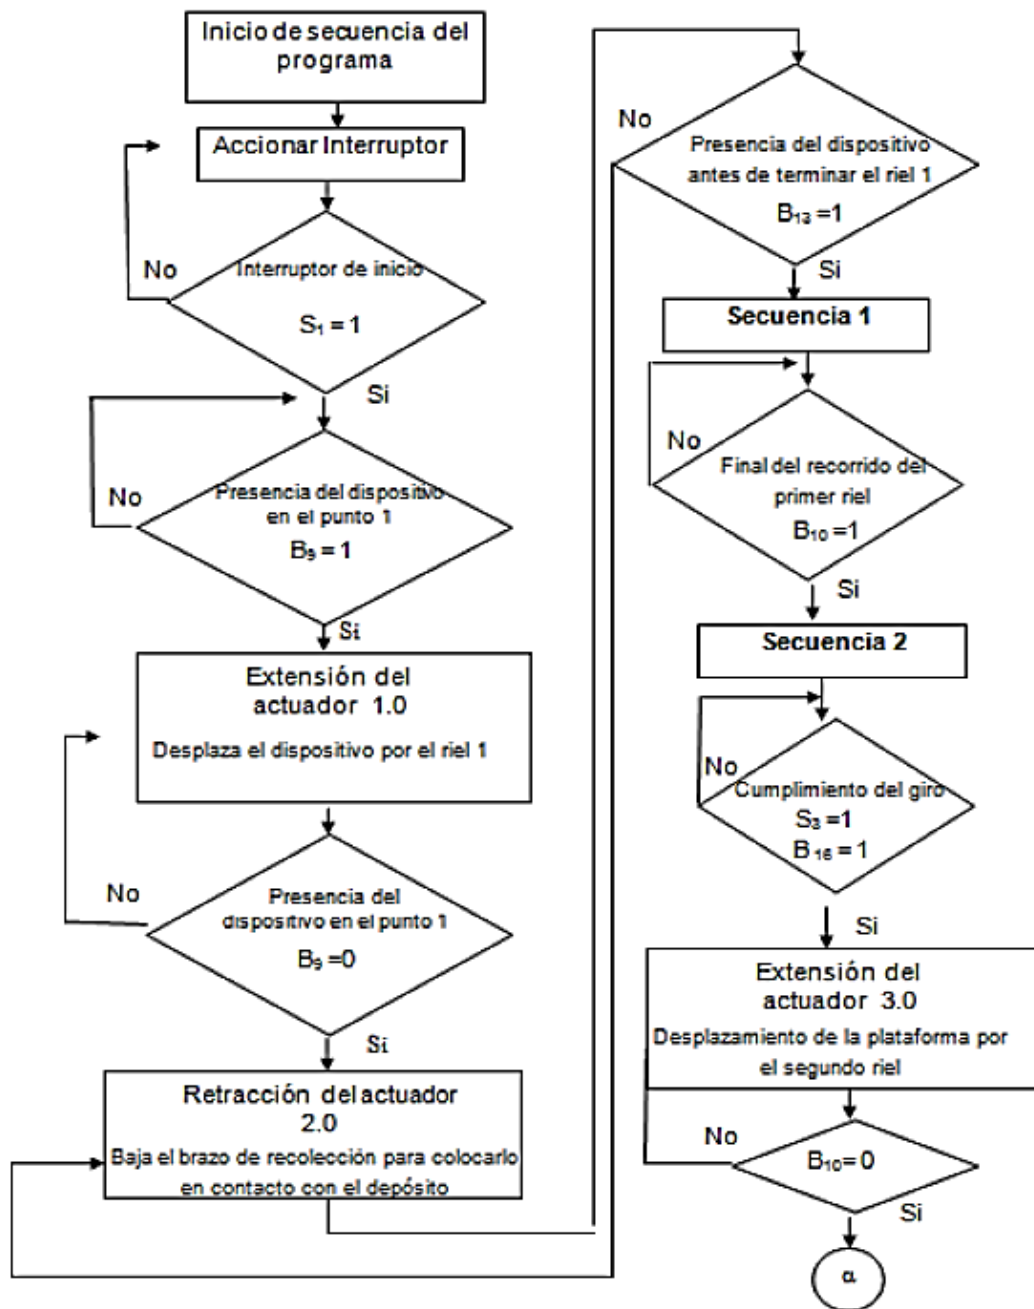 Inicio de secuencia del
programa
Accionar Interruptor
No
Interruptor de inicio
S₁ = 1
Si
No
Presencia del dispositivo
en el punto 1
B₉ = 1
Si
Extensión del
actuador 1.0
Desplaza el dispositivo por el riel 1
No
Presencia del
dispositivo en el punto 1
B₉ =0
Si
Retracción del actuador
2.0
Baja el brazo de recolección para colocarlo
en contacto con el depósito
No
Presencia del dispositivo
antes de terminar el riel 1
B₁₃ =1
Si
Secuencia 1
No
Final del recorrido del
primer riel
B₁₀ =1
Si
Secuencia 2
No
Cumplimiento del giro
S₃ =1
B₁₆ = 1
Si
Extensión del
actuador 3.0
Desplazamiento de la plataforma por
el segundo riel
No
B₁₀= 0
Si
α